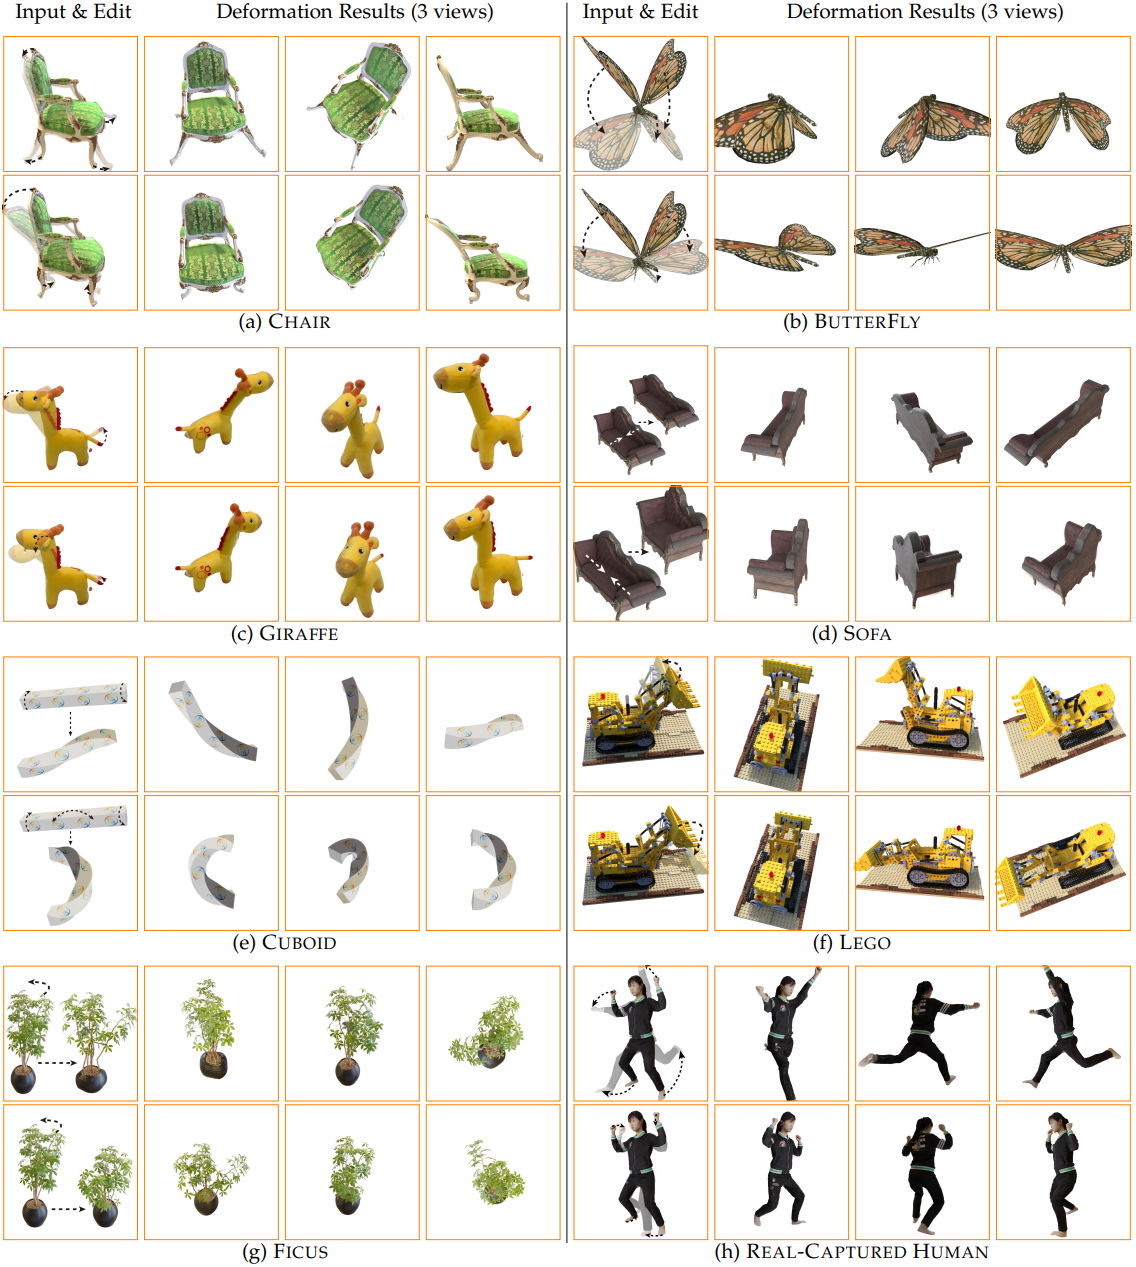 Input & Edit
Deformation Results (3 views)
Input & Edit
Deformation Results (3 views)
(a) CHAIR
(b) BUTTERFLY
(c) GIRAFFE
(d) SOFA
(e) CUBOID
(f) LEGO
(g) FICUS
(h) REAL-CAPTURED HUMAN